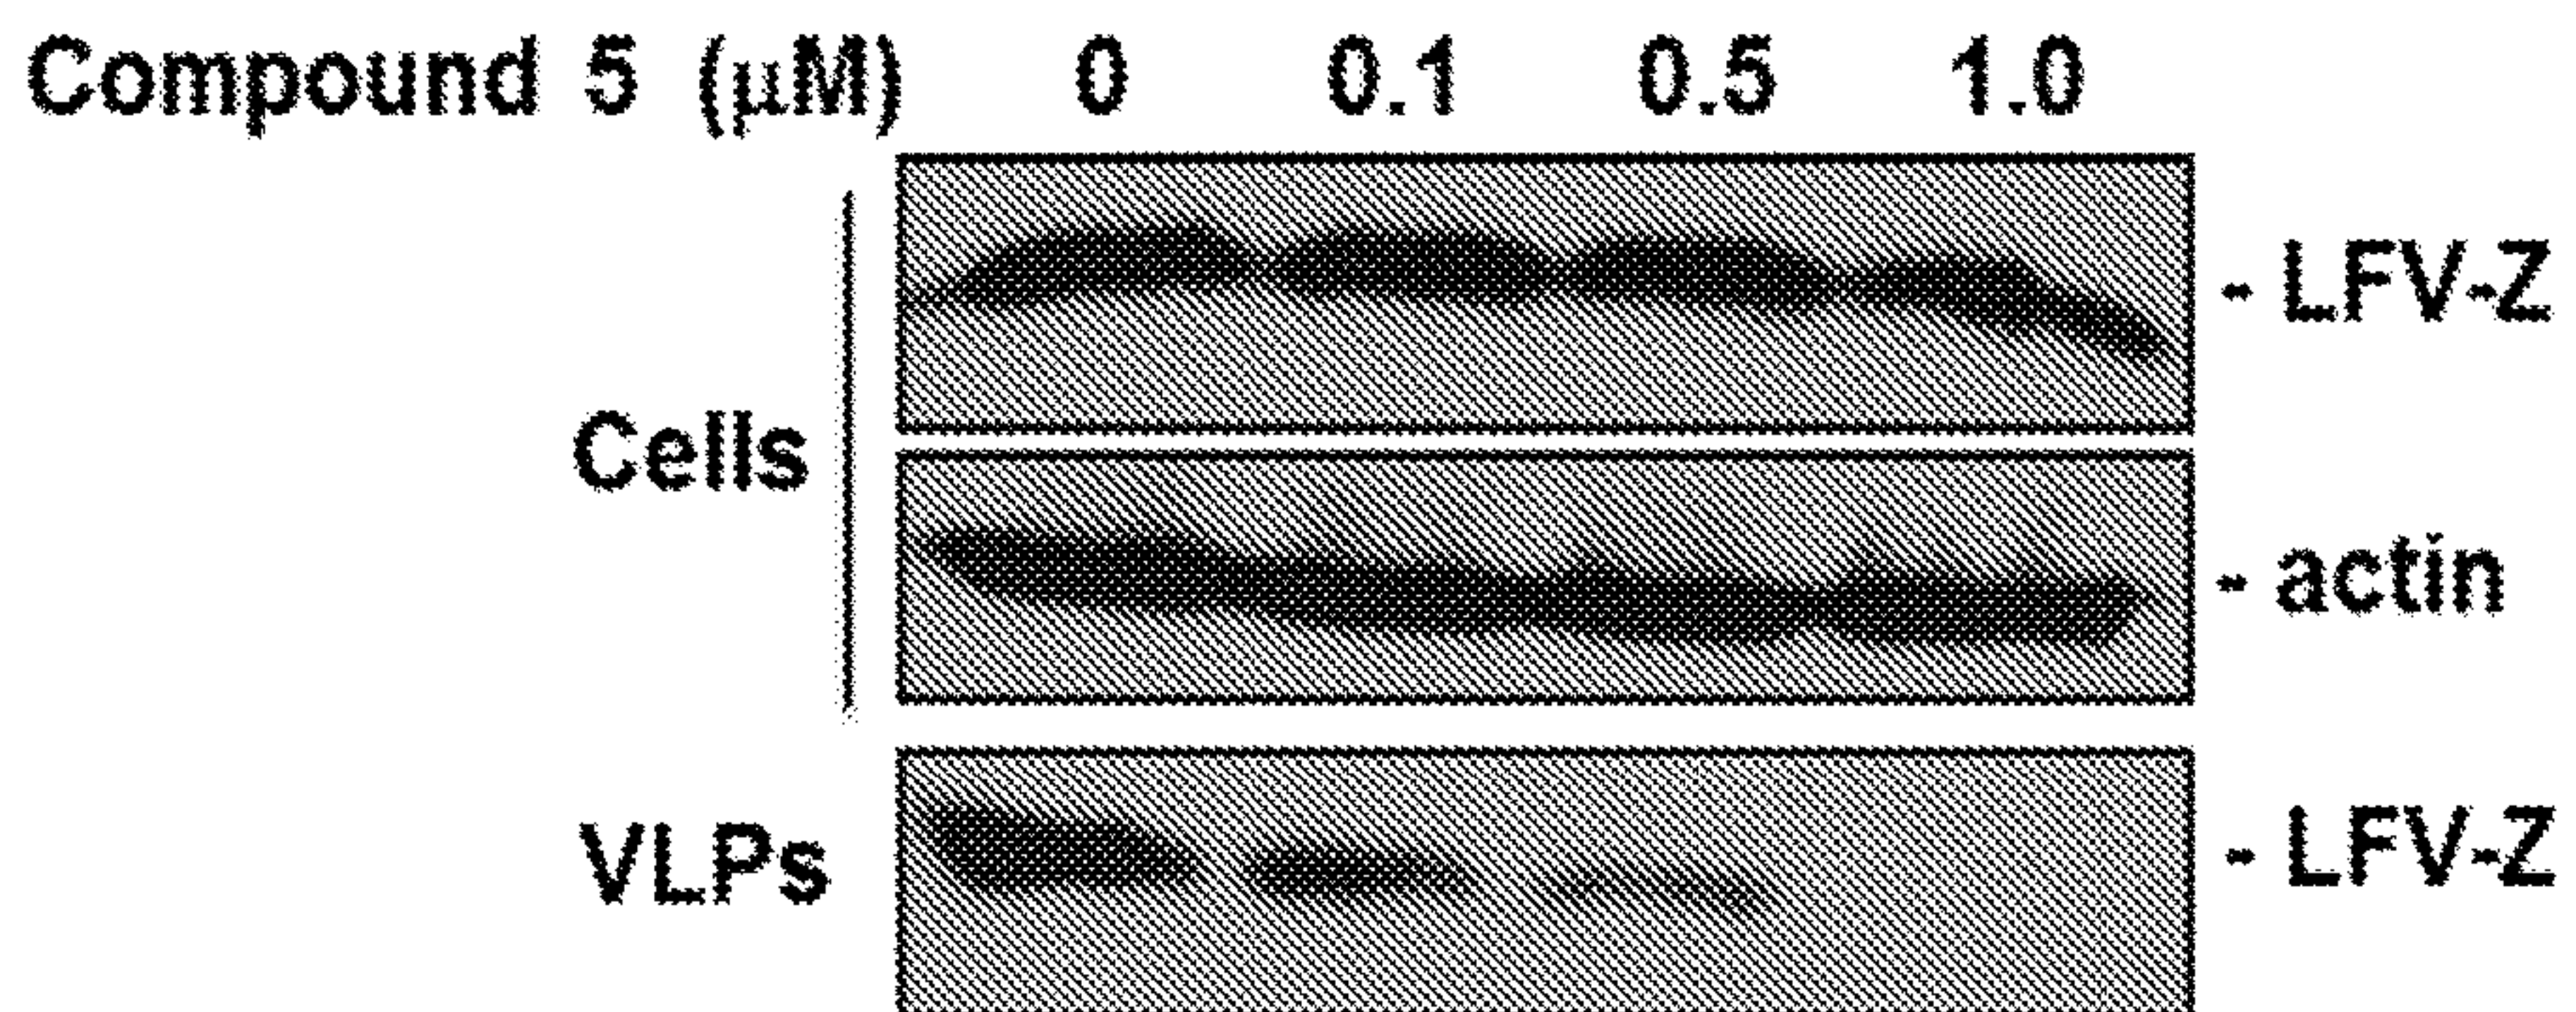 Compound 5 (µM) 0 0.1 0.5 1.0
- LFV-Z
Cells
- actin
VLPs - LFV-Z